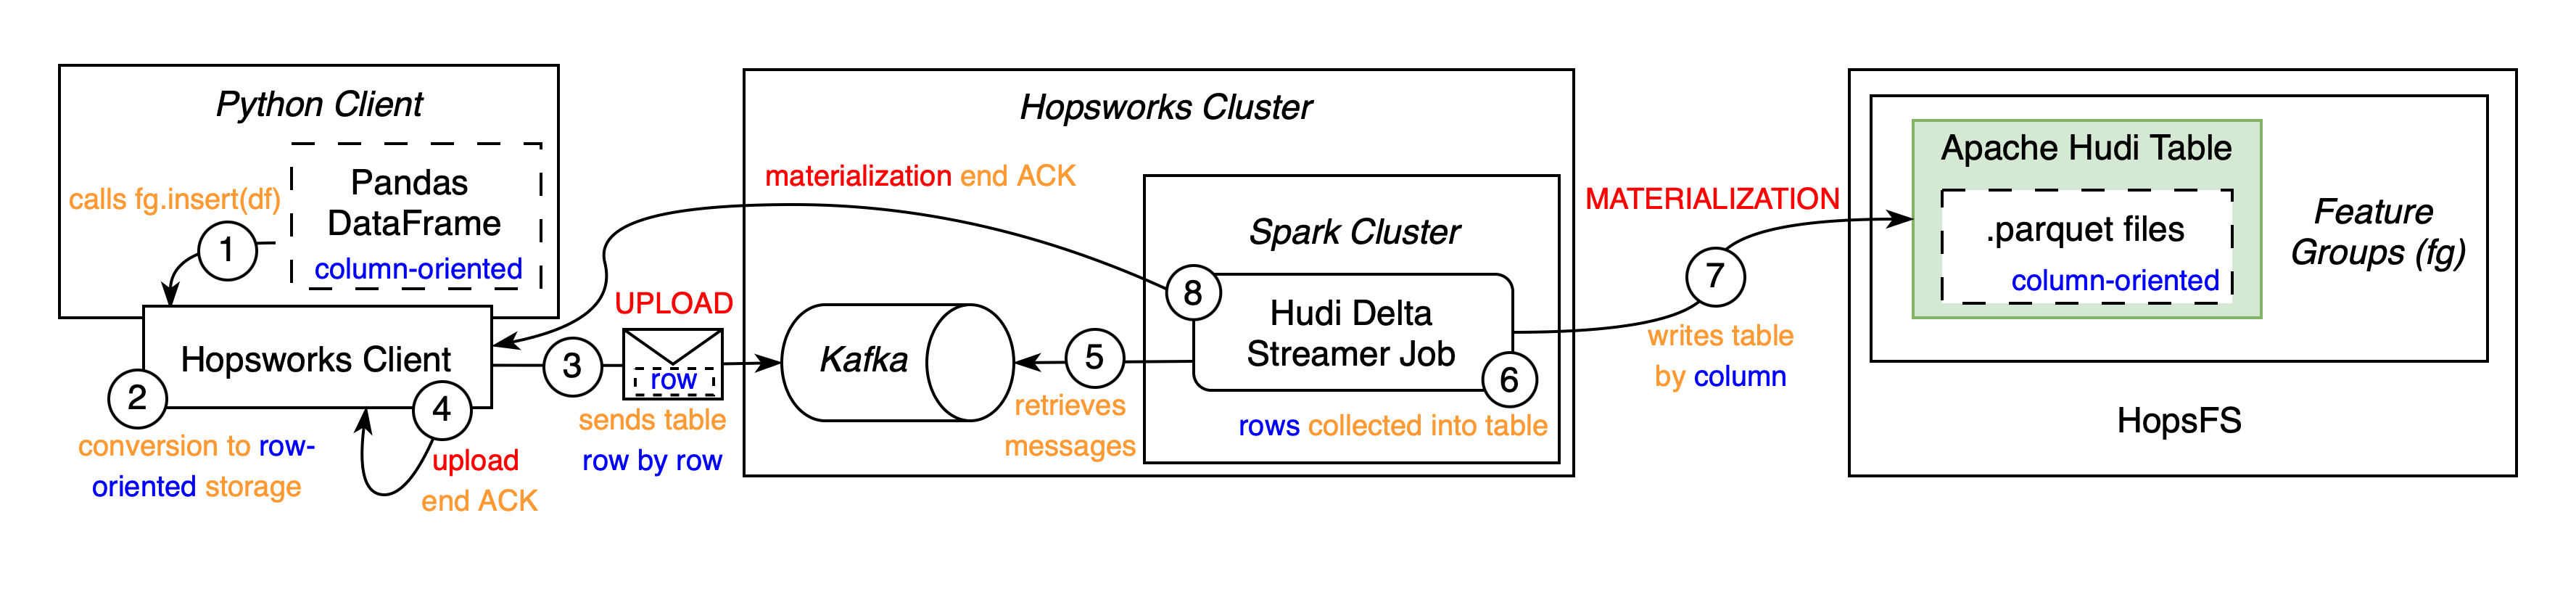 Python Client
Pandas
DataFrame
column-oriented
calls fg.insert(df)
1
Hopsworks Client
2
conversion to row-
oriented storage
4
upload
end ACK
UPLOAD
3
row
sends table
row by row
Hopsworks Cluster
materialization end ACK
Kafka
5
retrieves
messages
Spark Cluster
8
Hudi Delta
Streamer Job
6
rows collected into table
MATERIALIZATION
7
writes table
by column
Apache Hudi Table
.parquet files
column-oriented
Feature
Groups (fg)
HopsFS